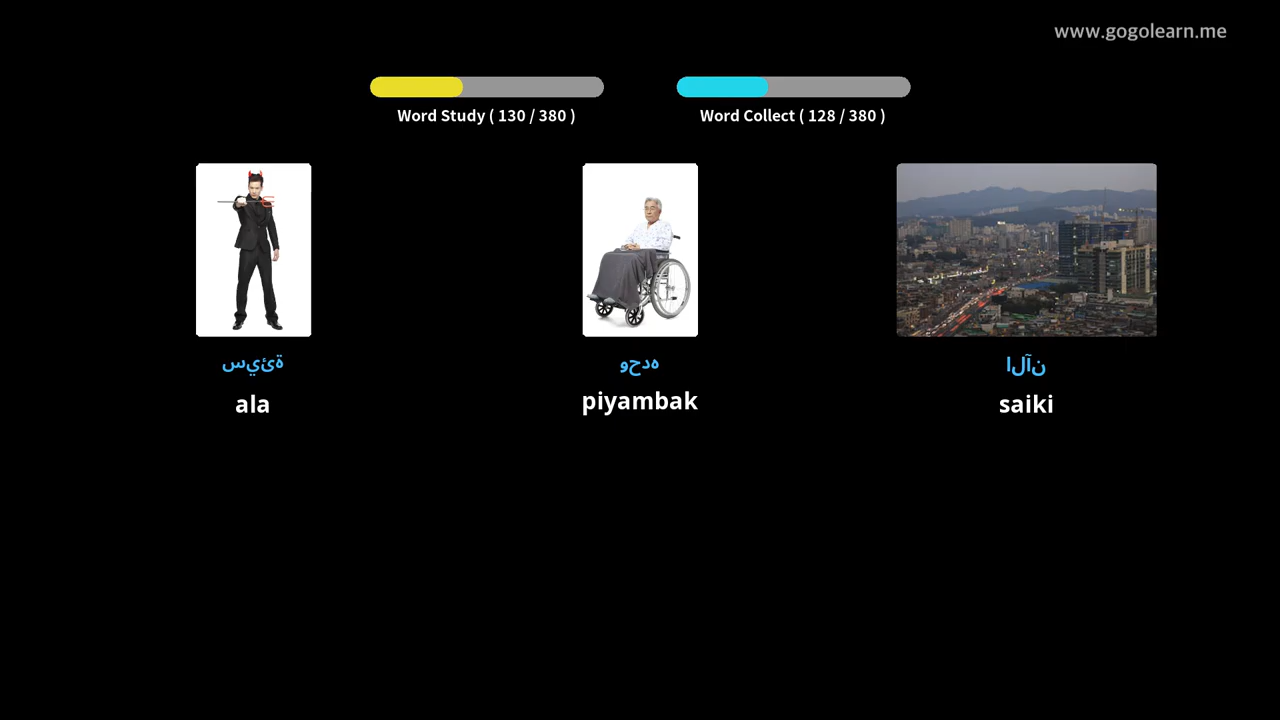 www.gogolearn.me
Word Study ( 130 / 380 )
Word Collect ( 128 / 380 )
سيئة
وحده
الآن
ala
piyambak
saiki